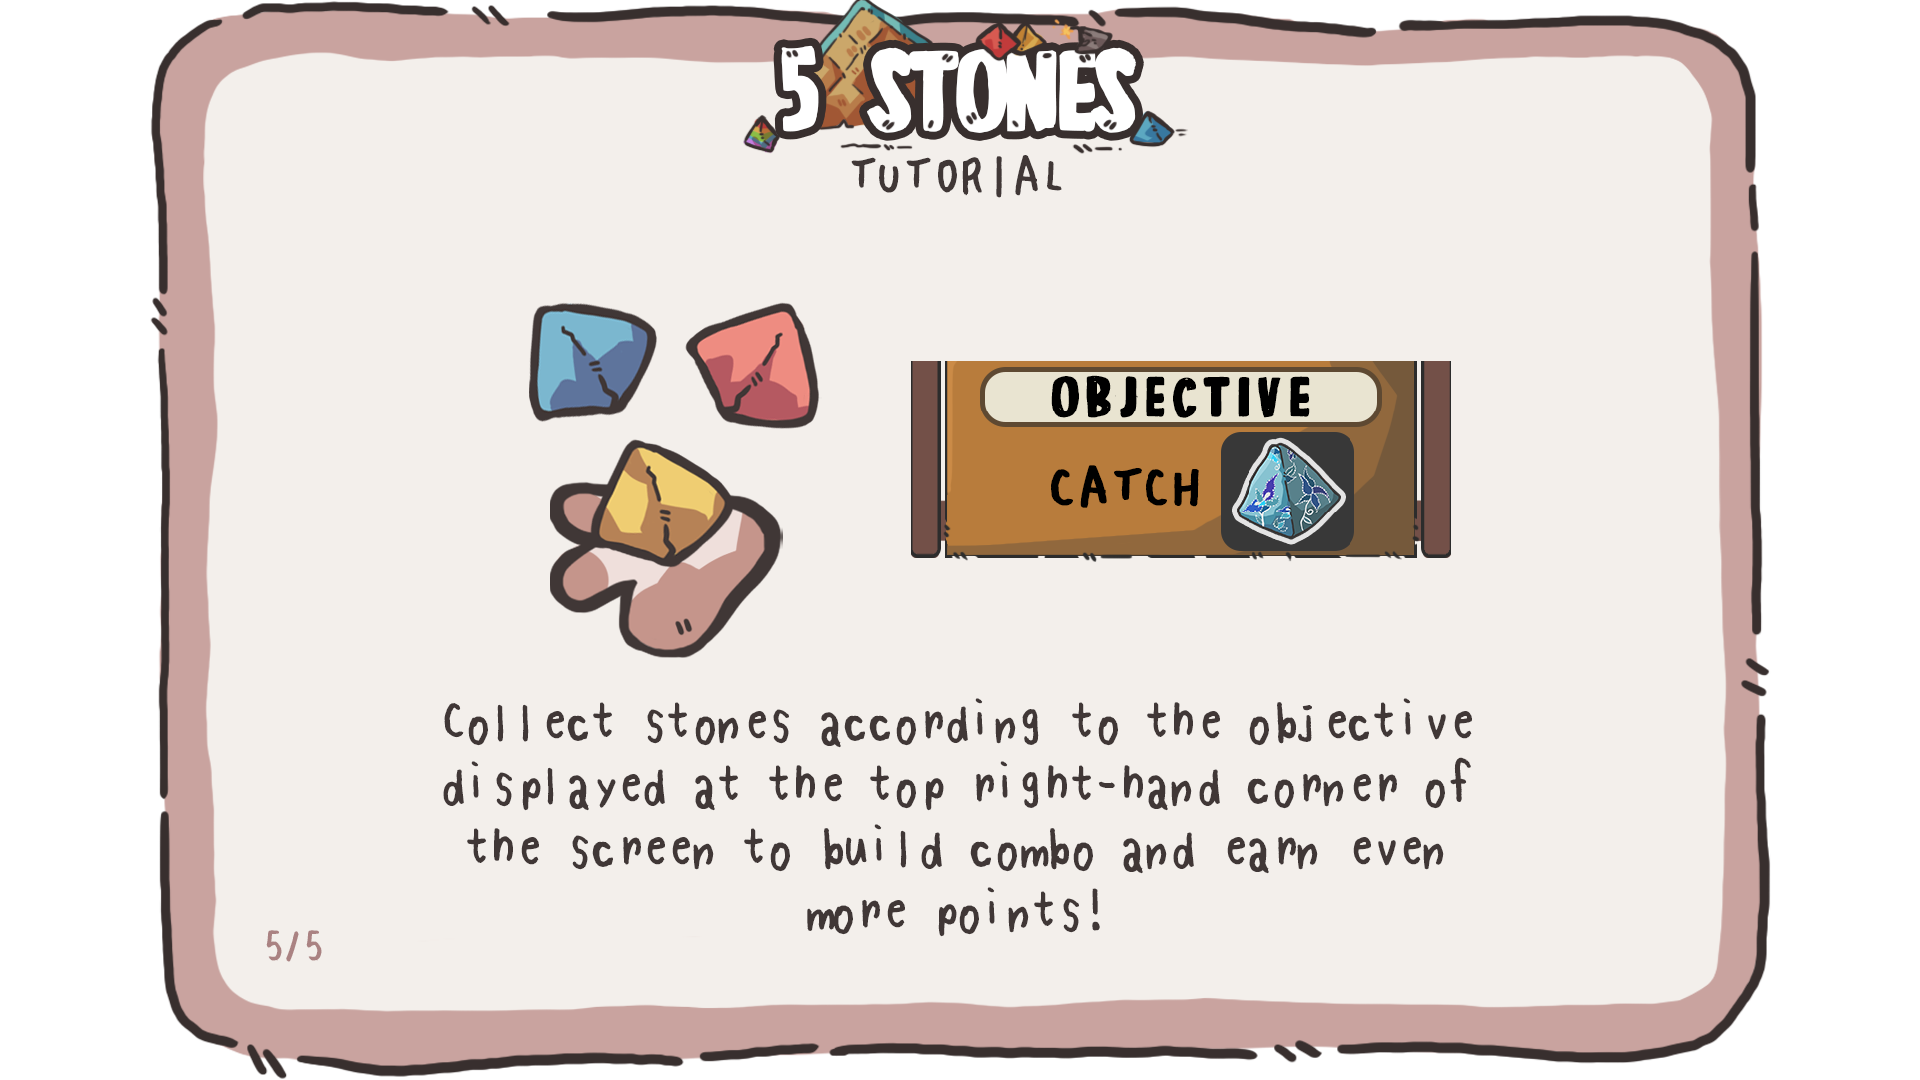 5 STONES
TUTORIAL
OBJECTIVE
CATCH
Collect stones according to the objective
displayed at the top right-hand corner of
the screen to build combo and earn even
more points!
5/5